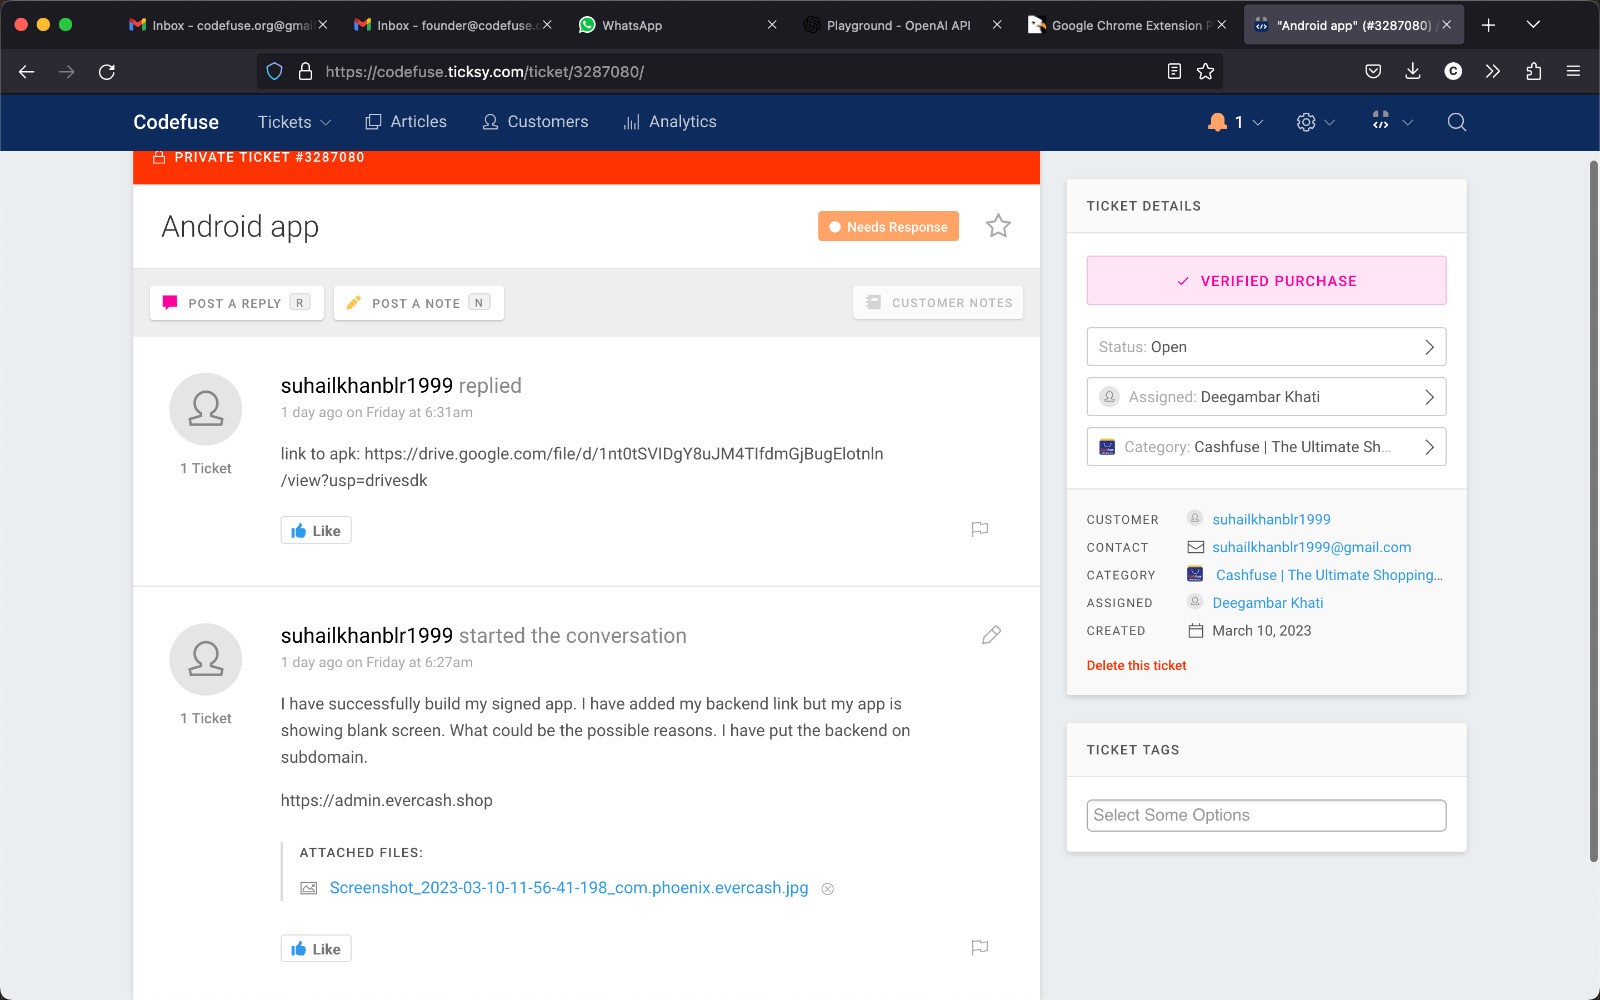 Inbox - codefuse.org@gmai
Inbox - founder@codefuse.
WhatsApp
Playground - OpenAI API
Google Chrome Extension P
"Android app" (#3287080)
https://codefuse.ticksy.com/ticket/3287080/
Codefuse
Tickets
Articles
Customers
Analytics
1
PRIVATE TICKET #3287080
Android app
Needs Response
POST A REPLY R
POST A NOTE N
CUSTOMER NOTES
suhailkhanblr1999 replied
1 day ago on Friday at 6:31am
1 Ticket
link to apk: https://drive.google.com/file/d/1nt0tSVIDgY8uJM4TIfdmGjBugElotnln
/view?usp=drivesdk
Like
suhailkhanblr1999 started the conversation
1 day ago on Friday at 6:27am
1 Ticket
I have successfully build my signed app. I have added my backend link but my app is
showing blank screen. What could be the possible reasons. I have put the backend on
subdomain.
https://admin.evercash.shop
ATTACHED FILES:
Screenshot_2023-03-10-11-56-41-198_com.phoenix.evercash.jpg
Like
TICKET DETAILS
VERIFIED PURCHASE
Status: Open
Assigned: Deegambar Khati
Category: Cashfuse | The Ultimate Sh...
CUSTOMER suhailkhanblr1999
CONTACT suhailkhanblr1999@gmail.com
CATEGORY Cashfuse | The Ultimate Shopping...
ASSIGNED Deegambar Khati
CREATED March 10, 2023
Delete this ticket
TICKET TAGS
Select Some Options